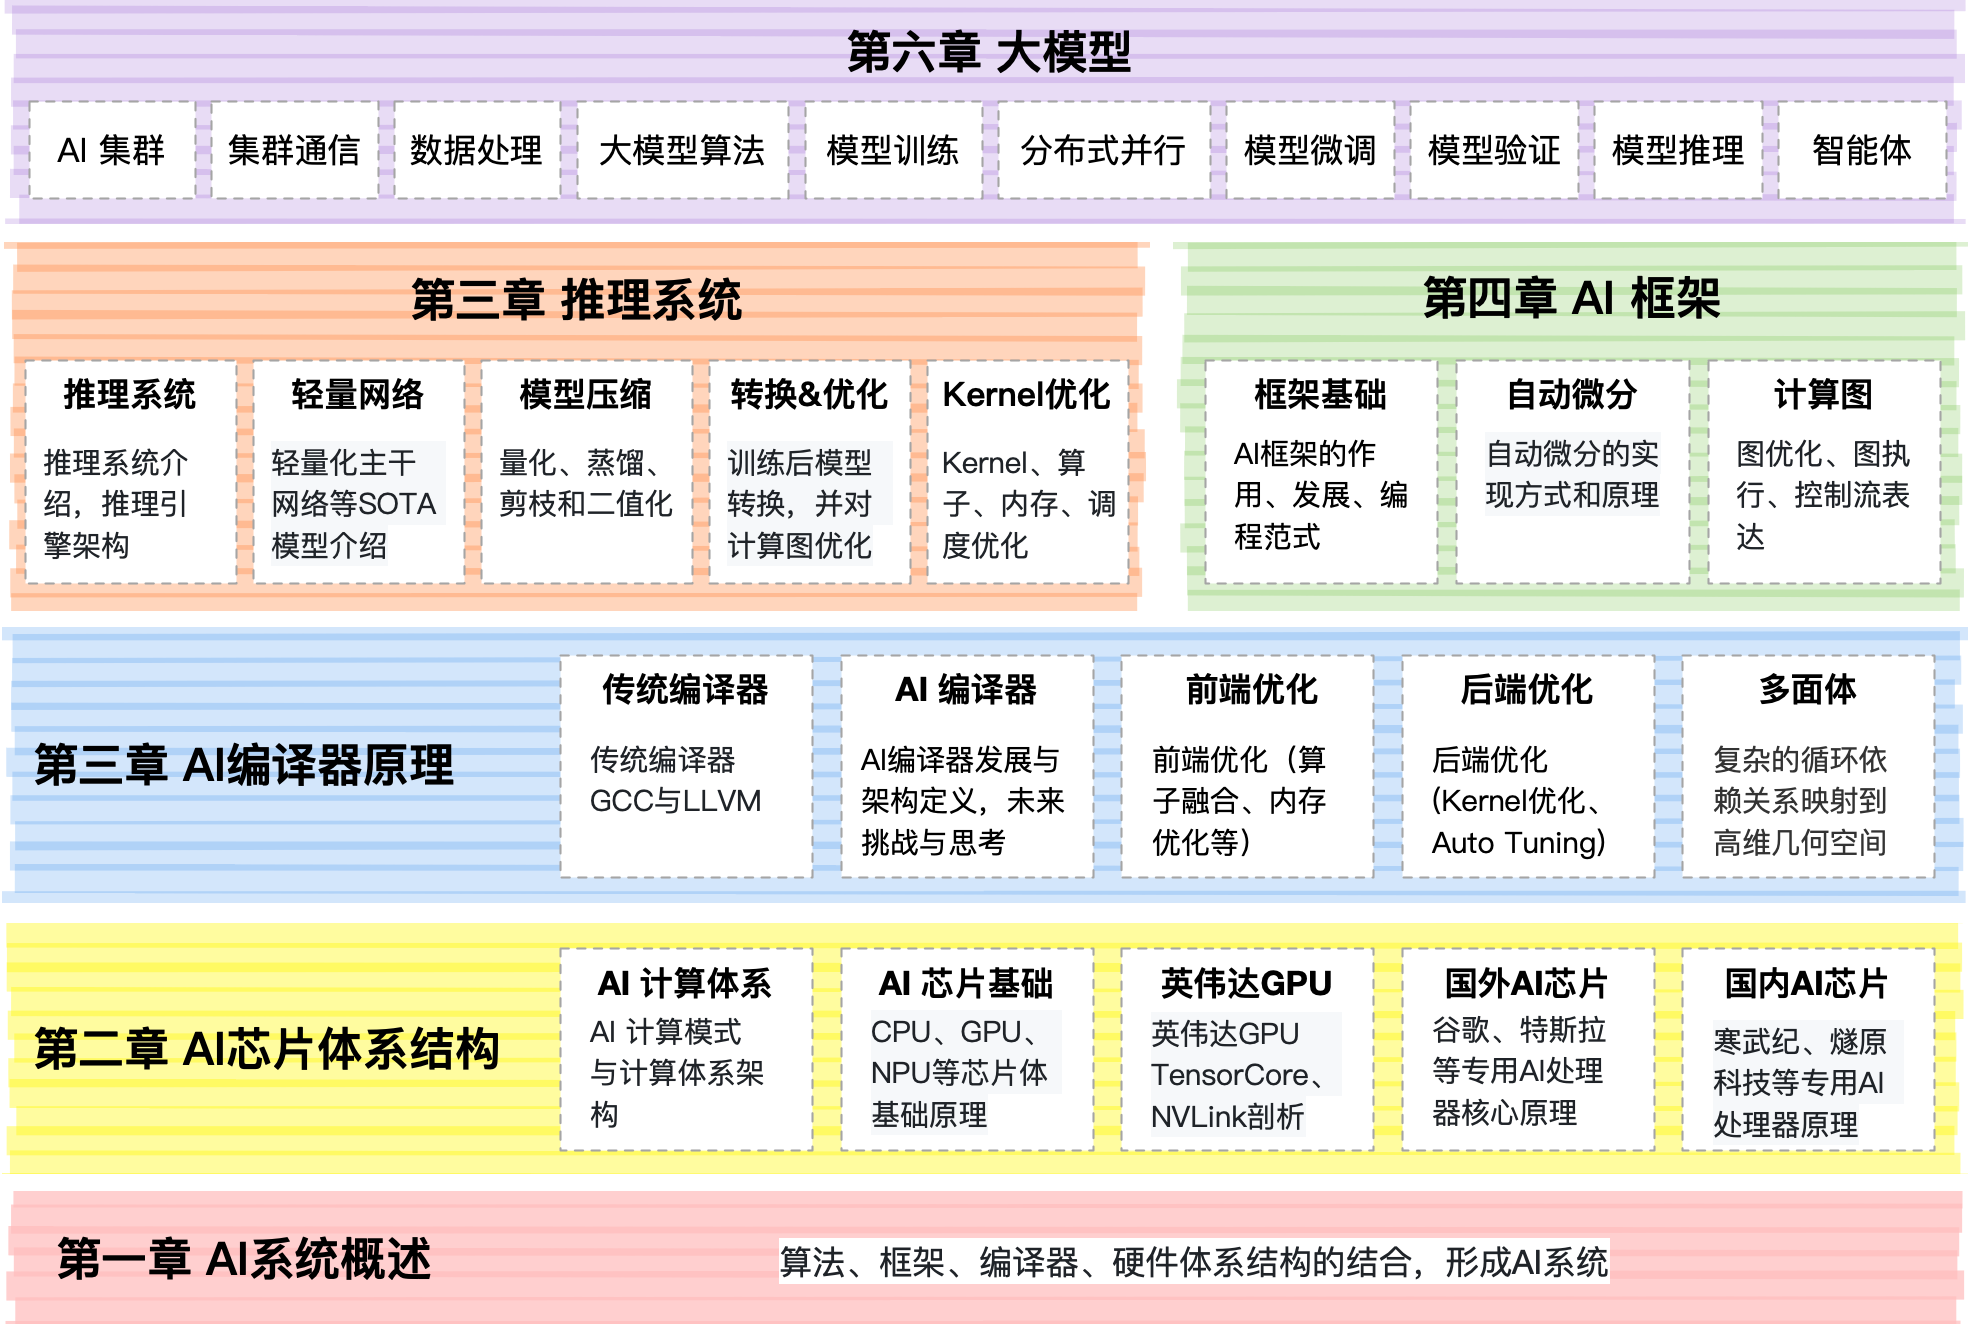 第六章 大模型
AI 集群
集群通信
数据处理
大模型算法
模型训练
分布式并行
模型微调
模型验证
模型推理
智能体
第三章 推理系统
推理系统
推理系统介
绍，推理引
擎架构
轻量网络
轻量化主干
网络等SOTA
模型介绍
模型压缩
量化、蒸馏、
剪枝和二值化
转换&优化
训练后模型
转换，并对
计算图优化
Kernel优化
Kernel、算
子、内存、调
度优化
第四章 AI 框架
框架基础
AI框架的作
用、发展、编
程范式
自动微分
自动微分的实
现方式和原理
计算图
图优化、图执
行、控制流表
达
第三章 AI编译器原理
传统编译器
传统编译器
GCC与LLVM
AI 编译器
AI编译器发展与
架构定义，未来
挑战与思考
前端优化
前端优化（算
子融合、内存
优化等）
后端优化
后端优化
(Kernel优化、
Auto Tuning)
多面体
复杂的循环依
赖关系映射到
高维几何空间
第二章 AI芯片体系结构
AI 计算体系
AI 计算模式
与计算体系架
构
AI 芯片基础
CPU、GPU、
NPU等芯片体
基础原理
英伟达GPU
英伟达GPU
TensorCore、
NVLink剖析
国外AI芯片
谷歌、特斯拉
等专用AI处理
器核心原理
国内AI芯片
寒武纪、燧原
科技等专用AI
处理器原理
第一章 AI系统概述
算法、框架、编译器、硬件体系结构的结合，形成AI系统